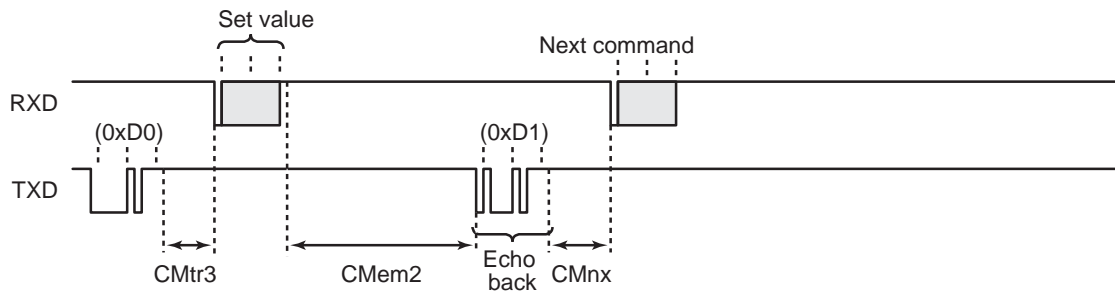 Set value
Next command
RXD
(0xD0)
(0xD1)
TXD
CMtr3
CMem2
Echo
back
CMnx